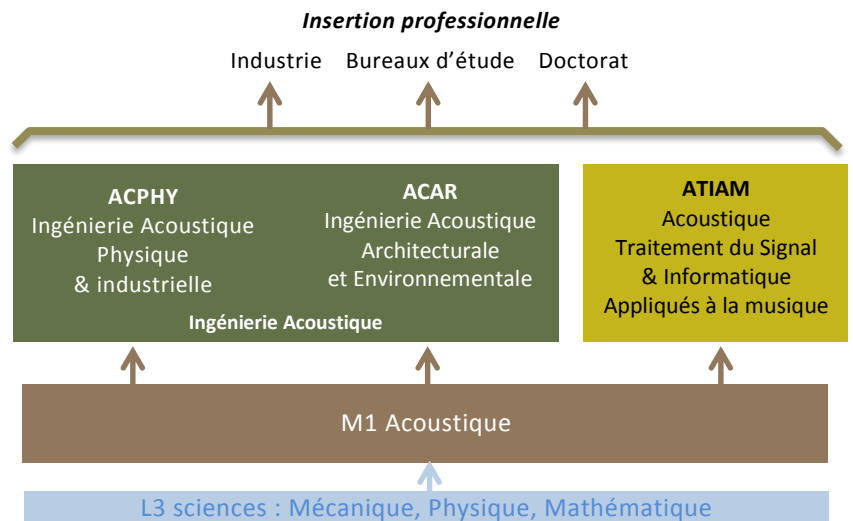 Insertion professionnelle
Industrie Bureaux d'étude Doctorat
ACPHY
Ingénierie Acoustique
Physique
& industrielle
ACAR
Ingénierie Acoustique
Architecturale
et Environnementale
Ingénierie Acoustique
ATIAM
Acoustique
Traitement du Signal
& Informatique
Appliqués à la musique
M1 Acoustique
L3 sciences : Mécanique, Physique, Mathématique